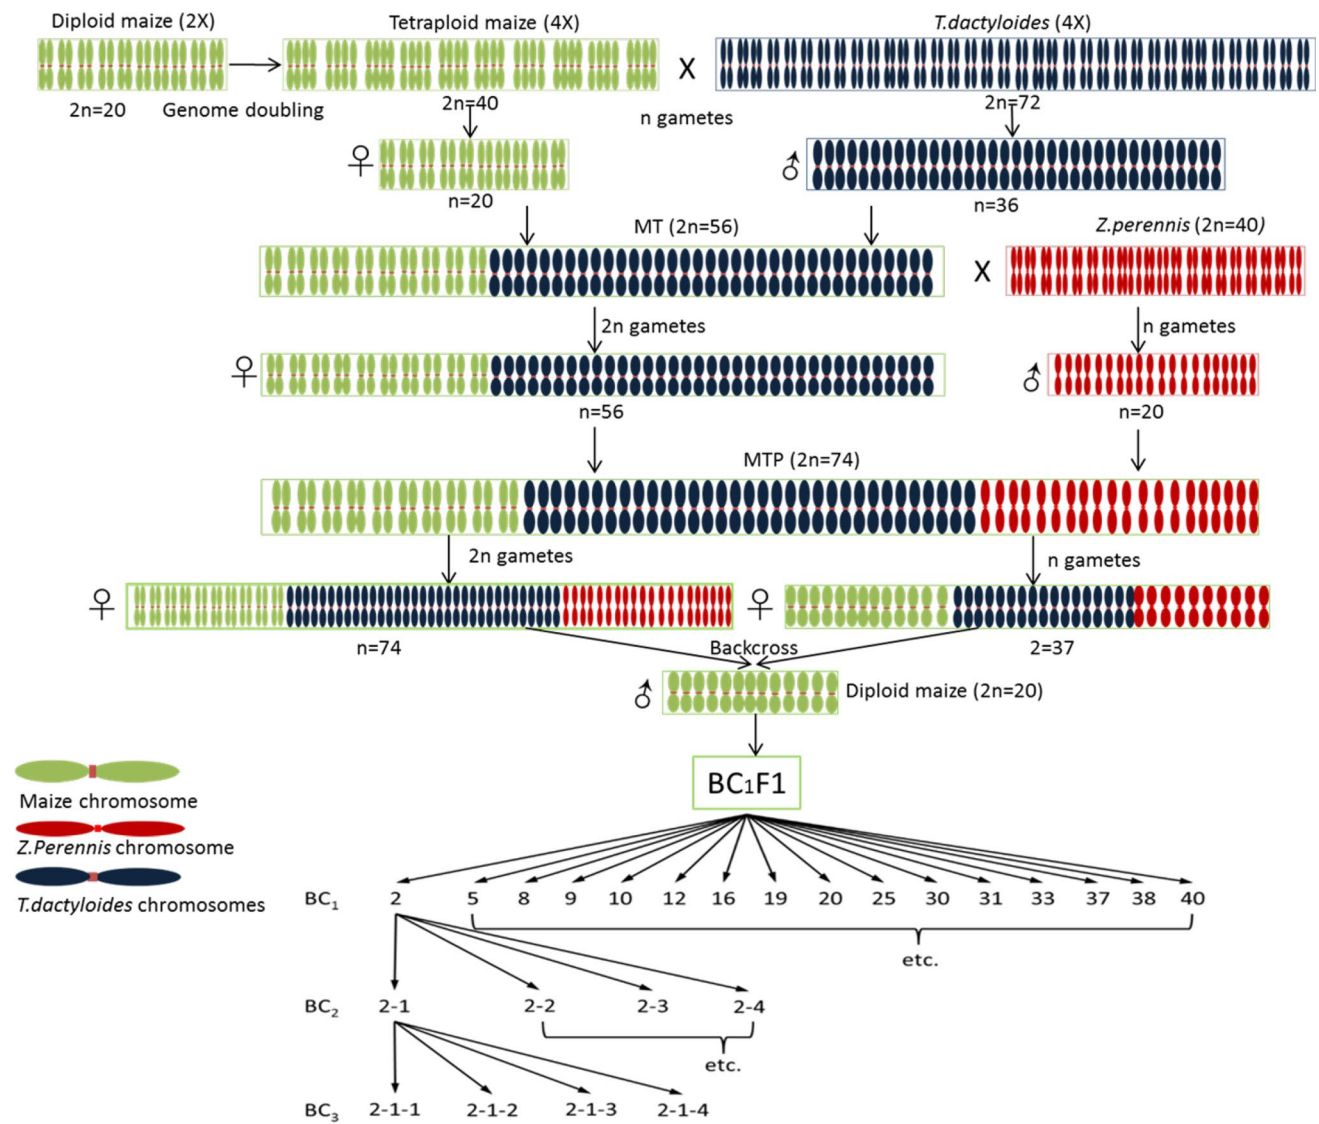 Diploid maize (2X)
Tetraploid maize (4X)
T.dactyloides (4X)
X
2n=20
Genome doubling
2n=40
n gametes
2n=72
♀
♂
n=20
n=36
MT (2n=56)
Z.perennis (2n=40)
X
2n gametes
n gametes
♀
♂
n=56
n=20
MTP (2n=74)
2n gametes
n gametes
♀
♀
n=74
Backcross
2=37
♂
Diploid maize (2n=20)
BC₁F1
Maize chromosome
Z.Perennis chromosome
T.dactyloides chromosomes
BC₁ 2 5 8 9 10 12 16 19 20 25 30 31 33 37 38 40
etc.
BC₂ 2-1 2-2 2-3 2-4
etc.
BC₃ 2-1-1 2-1-2 2-1-3 2-1-4